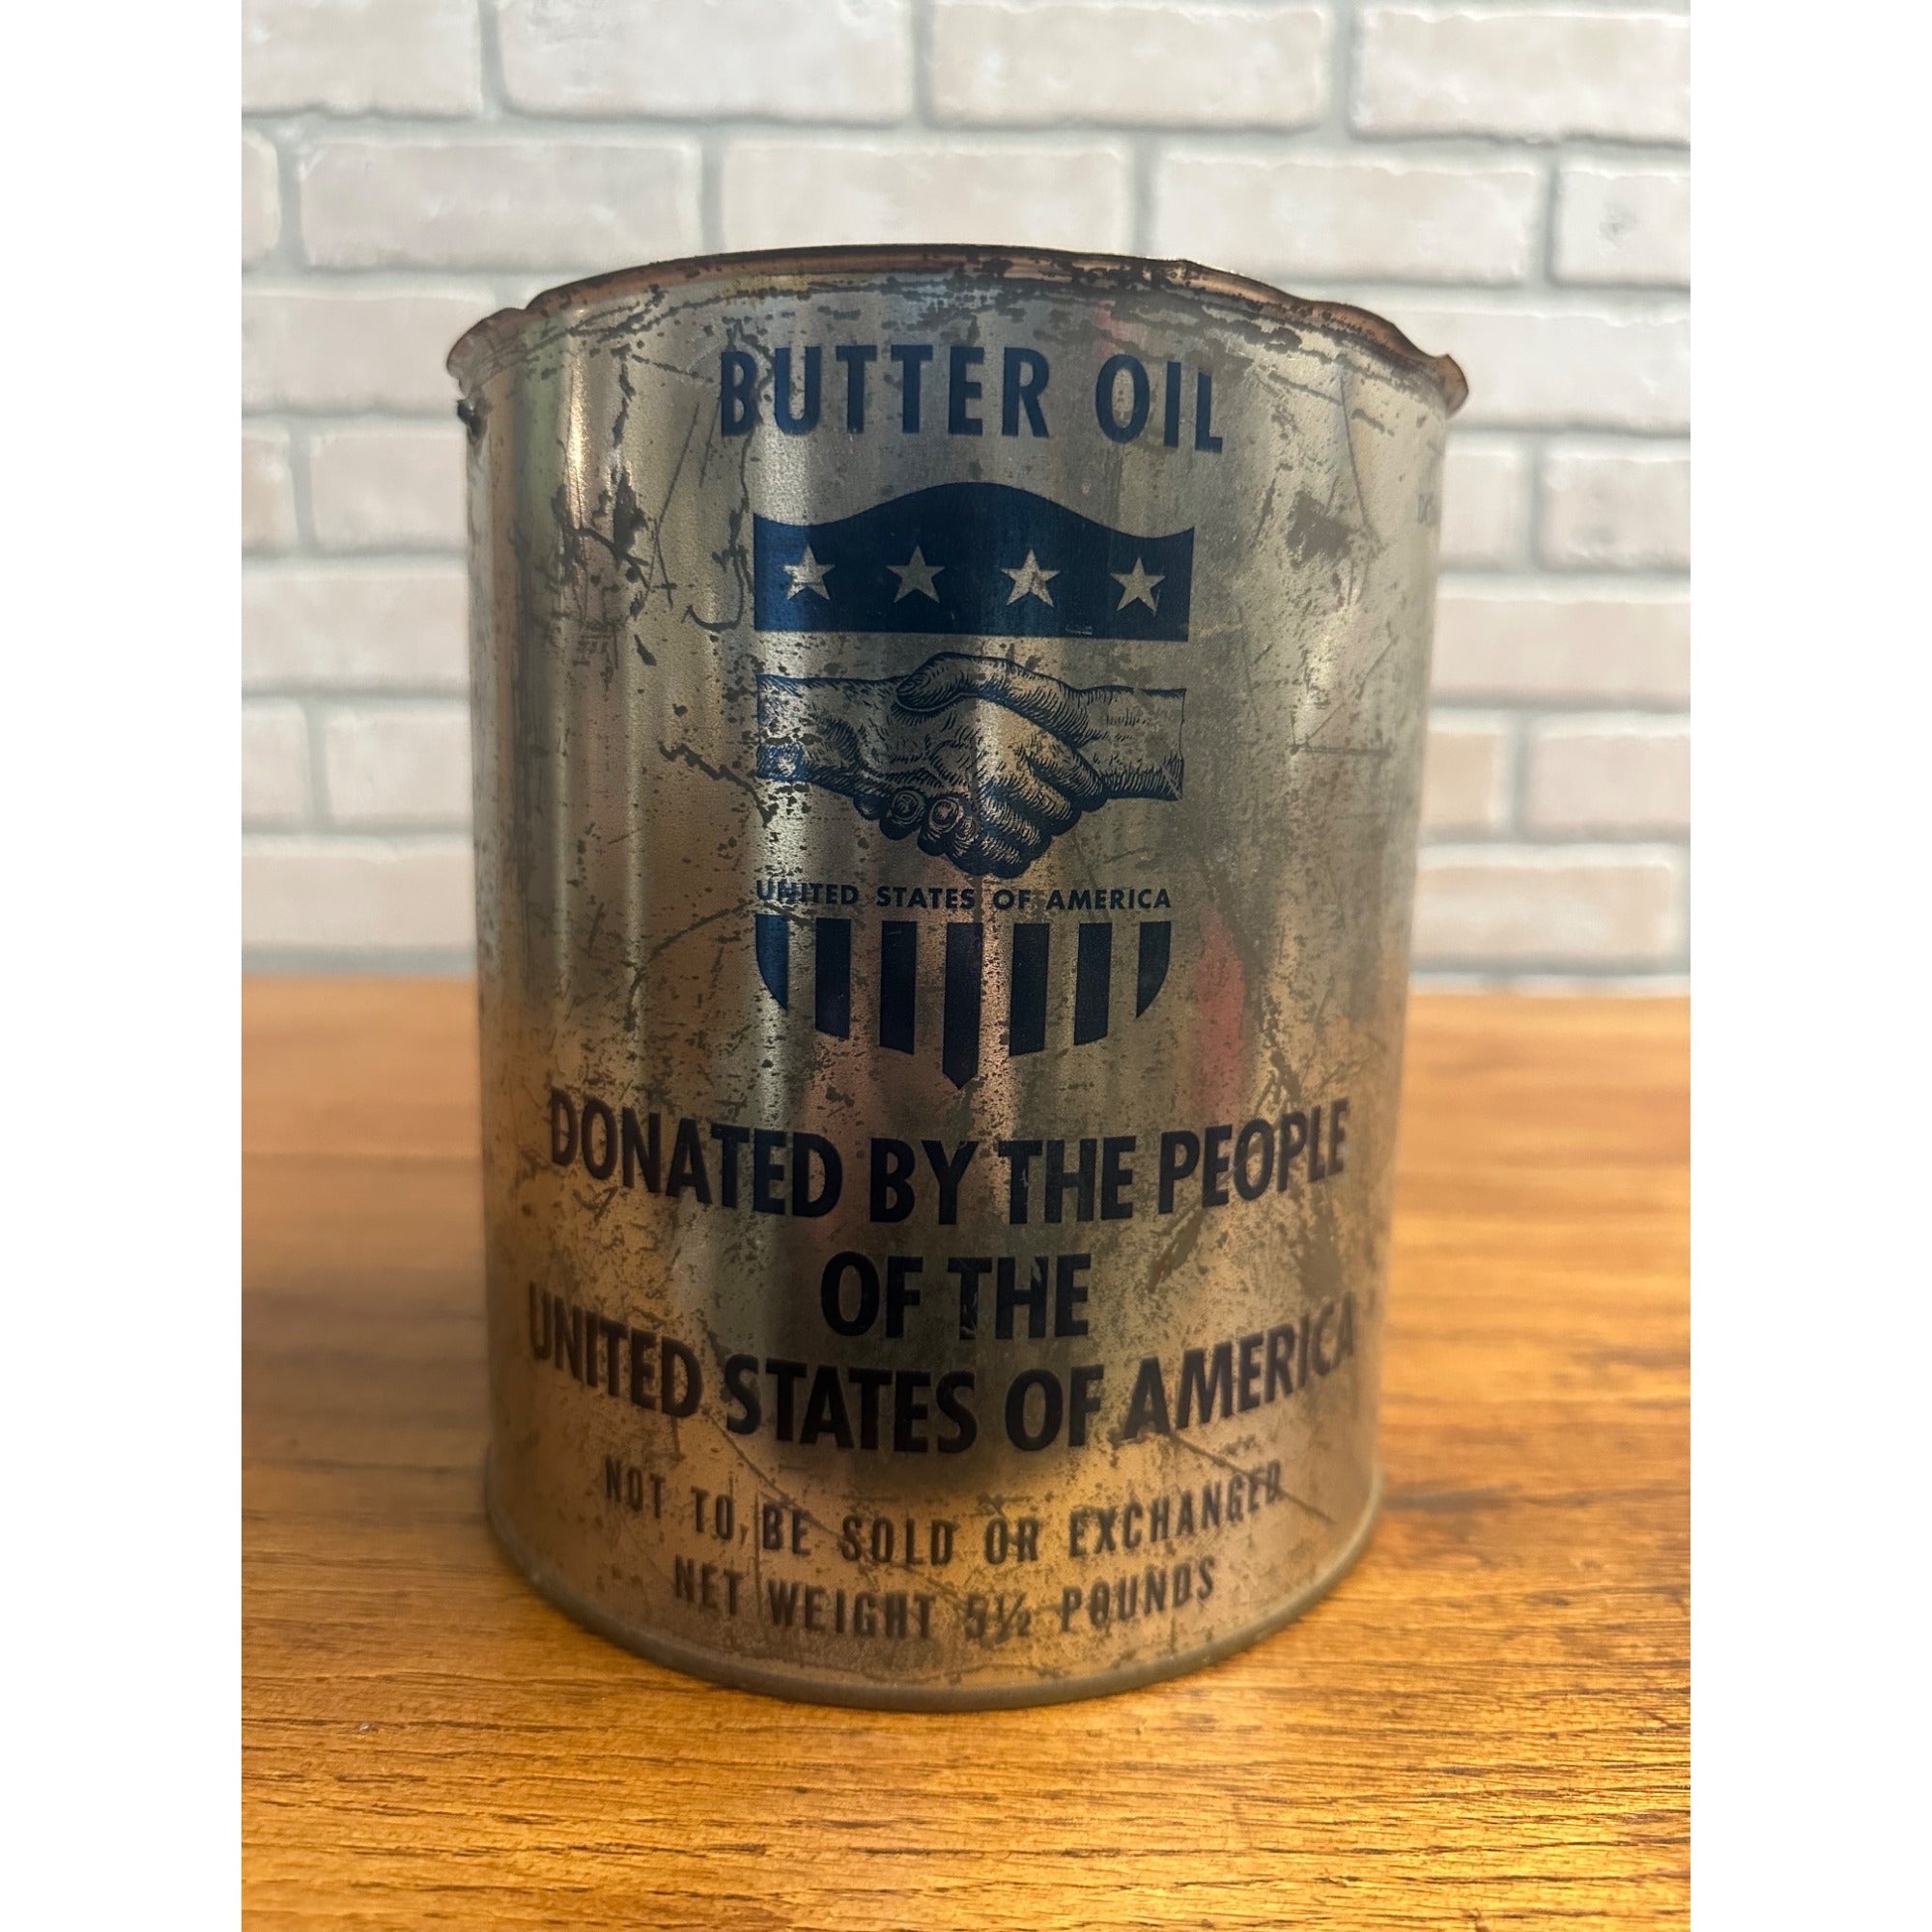 BUTTER OIL
UNITED STATES OF AMERICA
DONATED BY THE PEOPLE
OF THE
UNITED STATES OF AMERICA
NOT TO BE SOLD OR EXCHANGED
NET WEIGHT 5½ POUNDS